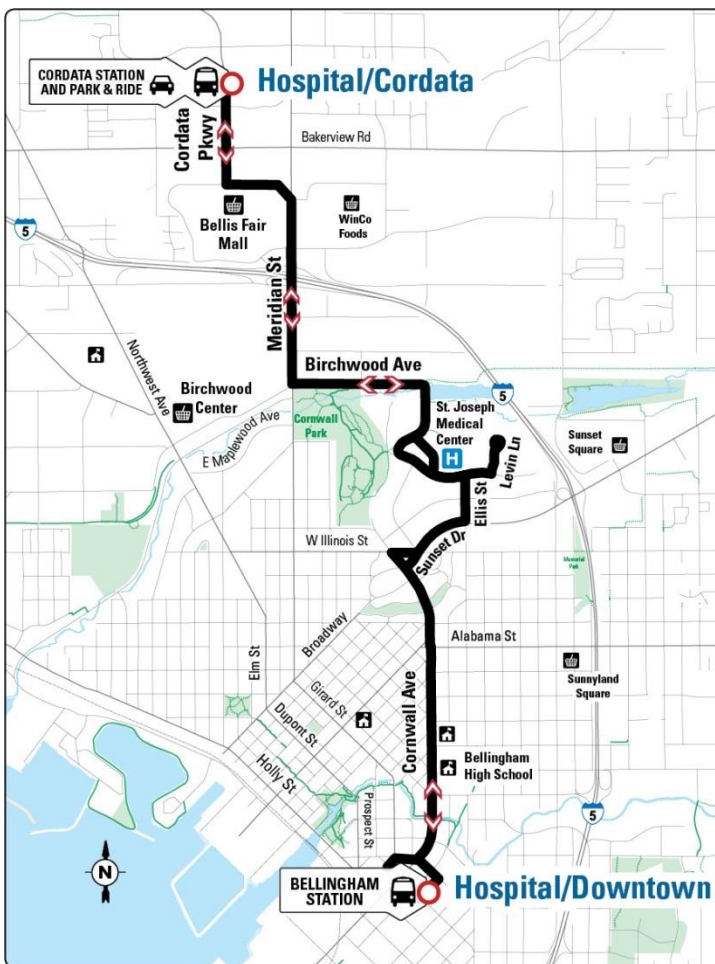 CORDATA STATION
AND PARK & RIDE
Hospital/Cordata
Cordata
Pkwy
Bakerview Rd
Bellis Fair
Mall
WinCo
Foods
5
Meridian St
Northwest Ave
Birchwood Ave
Birchwood
Center
E Maplewood Ave
Cornwall
Park
St. Joseph
Medical
Center
H
5
Levin Ln
Sunset
Square
Ellis St
Sunset Dr
W Illinois St
Memorial
Park
Broadway
Alabama St
Elm St
Girard St
Dupont St
Holly St
Cornwall Ave
Sunnyland
Square
Bellingham
High School
Prospect St
5
N
BELLINGHAM
STATION
Hospital/Downtown